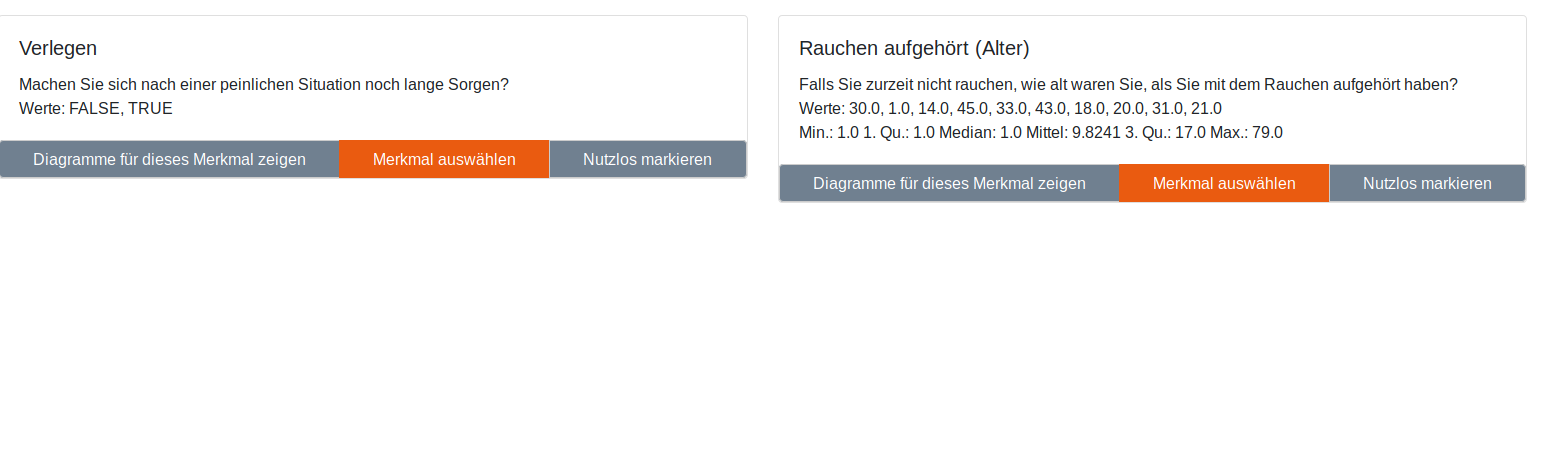 Verlegen
Machen Sie sich nach einer peinlichen Situation noch lange Sorgen?
Werte: FALSE, TRUE
Diagramme für dieses Merkmal zeigen
Merkmal auswählen
Nutzlos markieren
Rauchen aufgehört (Alter)
Falls Sie zurzeit nicht rauchen, wie alt waren Sie, als Sie mit dem Rauchen aufgehört haben?
Werte: 30.0, 1.0, 14.0, 45.0, 33.0, 43.0, 18.0, 20.0, 31.0, 21.0
Min.: 1.0 1. Qu.: 1.0 Median: 1.0 Mittel: 9.8241 3. Qu.: 17.0 Max.: 79.0
Diagramme für dieses Merkmal zeigen
Merkmal auswählen
Nutzlos markieren